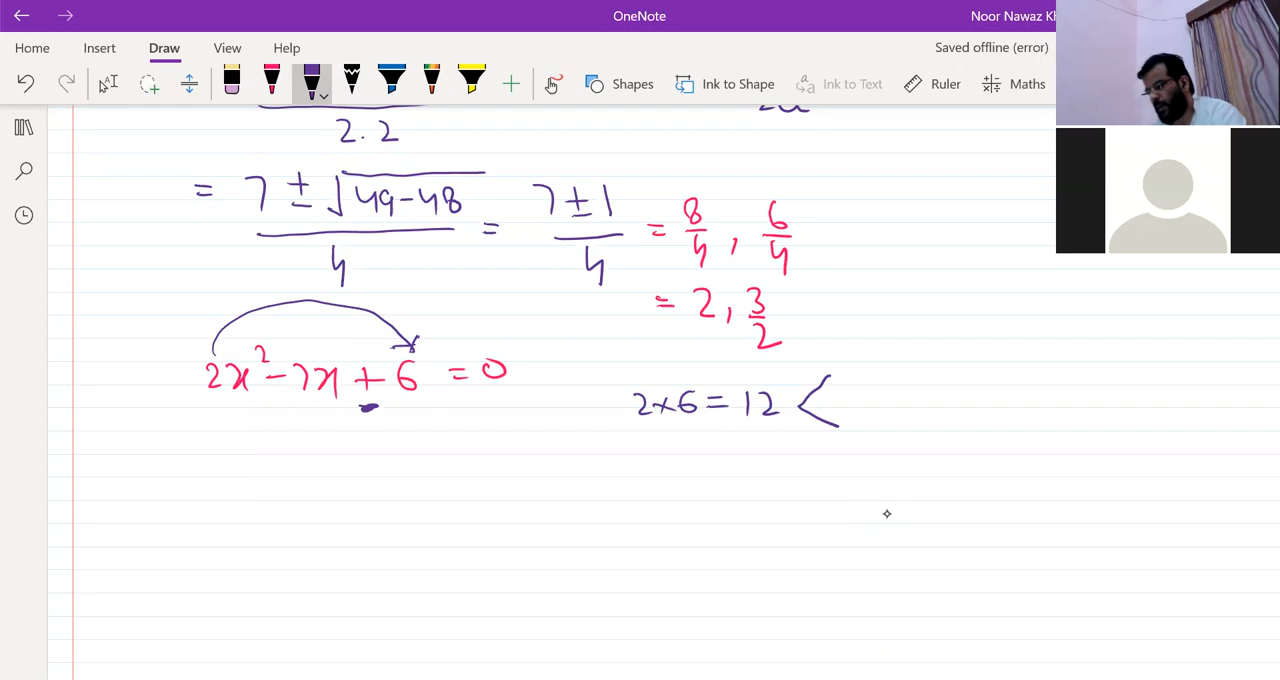 OneNote
Noor Nawaz Kh
Home Insert Draw View Help
Saved offline (error)
Shapes Ink to Shape Ink to Text Ruler Maths
2.2
= 7 ± √49-48 / 4 = 7 ± 1 / 4 = 8/4 , 6/4
= 2 , 3/2
2x² - 7x + 6 = 0
2×6 = 12 <